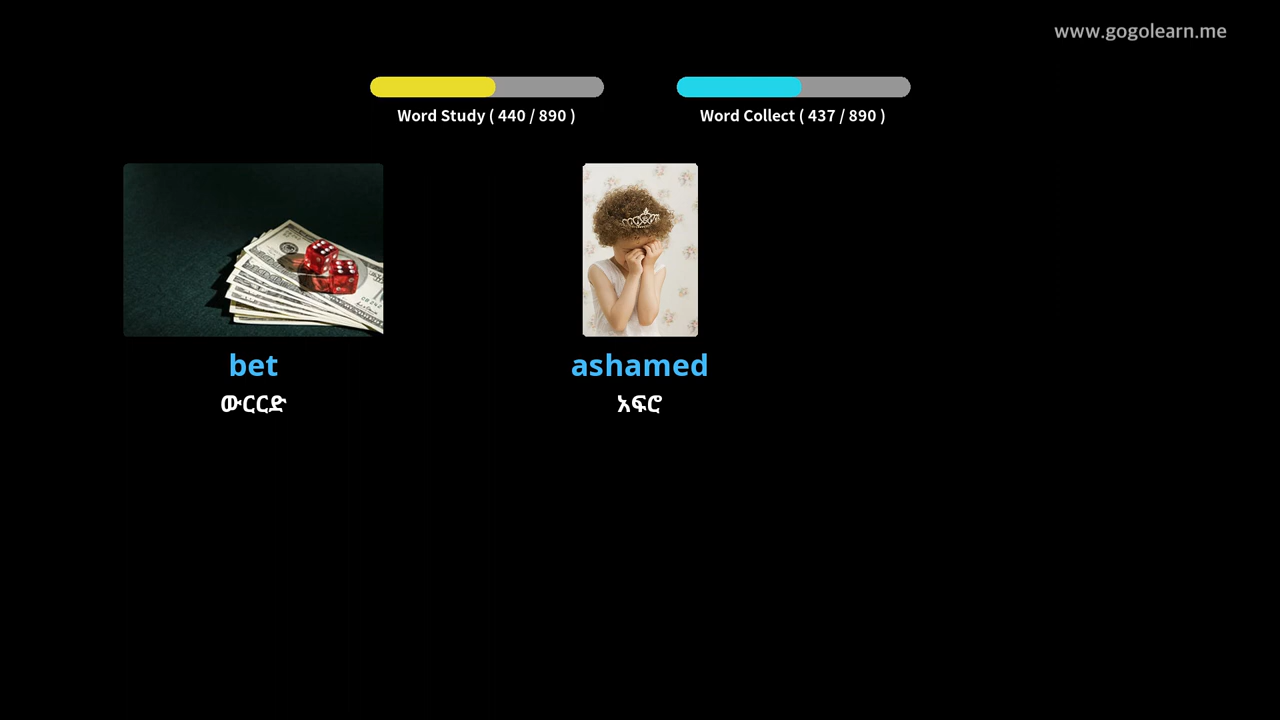 www.gogolearn.me
Word Study ( 440 / 890 )
Word Collect ( 437 / 890 )
bet
ውርርድ
ashamed
አፍሮ